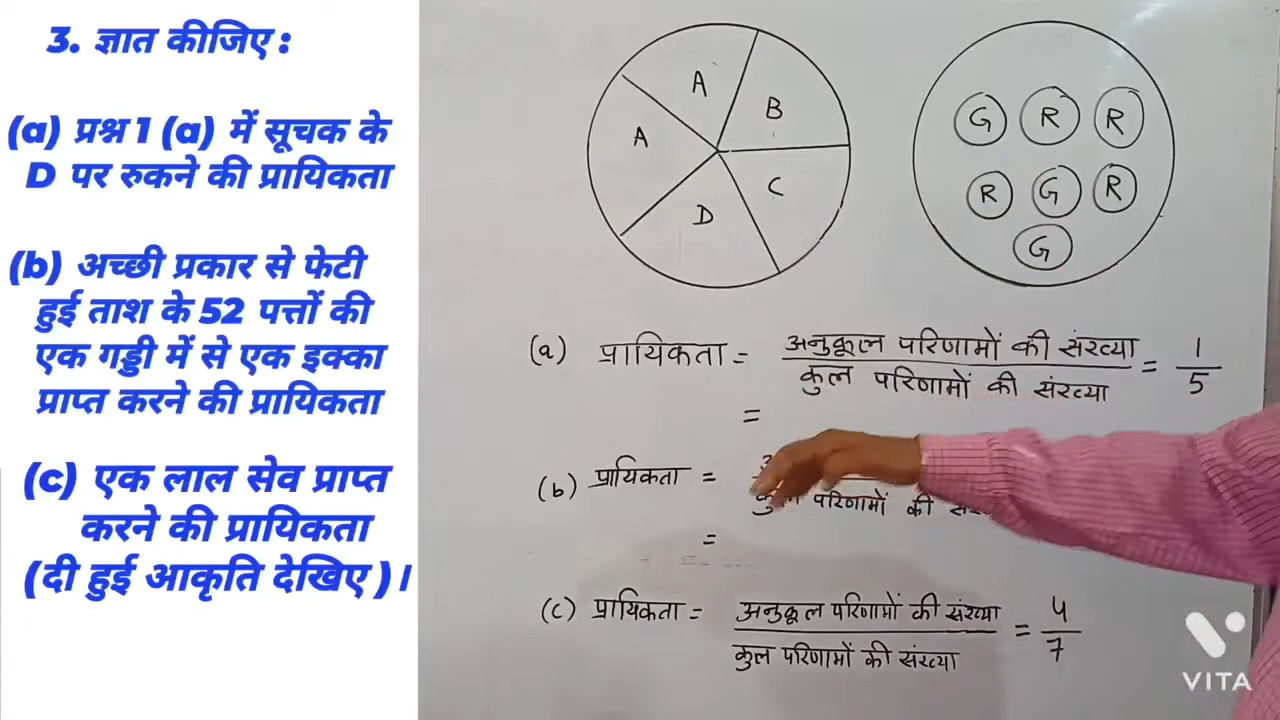 3. ज्ञात कीजिए :
(a) प्रश्न 1 (a) में सूचक के
D पर रुकने की प्रायिकता
(b) अच्छी प्रकार से फेटी
हुई ताश के 52 पत्तों की
एक गड्डी में से एक इक्का
प्राप्त करने की प्रायिकता
(c) एक लाल सेव प्राप्त
करने की प्रायिकता
(दी हुई आकृति देखिए)।
A
B
A
C
D
G R R
R G R
G
(a) प्रायिकता = अनुकूल परिणामों की संख्या = 1
कुल परिणामों की संख्या 5
=
(b) प्रायिकता =
कुल परिणामों की
=
(c) प्रायिकता = अनुकूल परिणामों की संख्या = 4
कुल परिणामों की संख्या 7
VITA